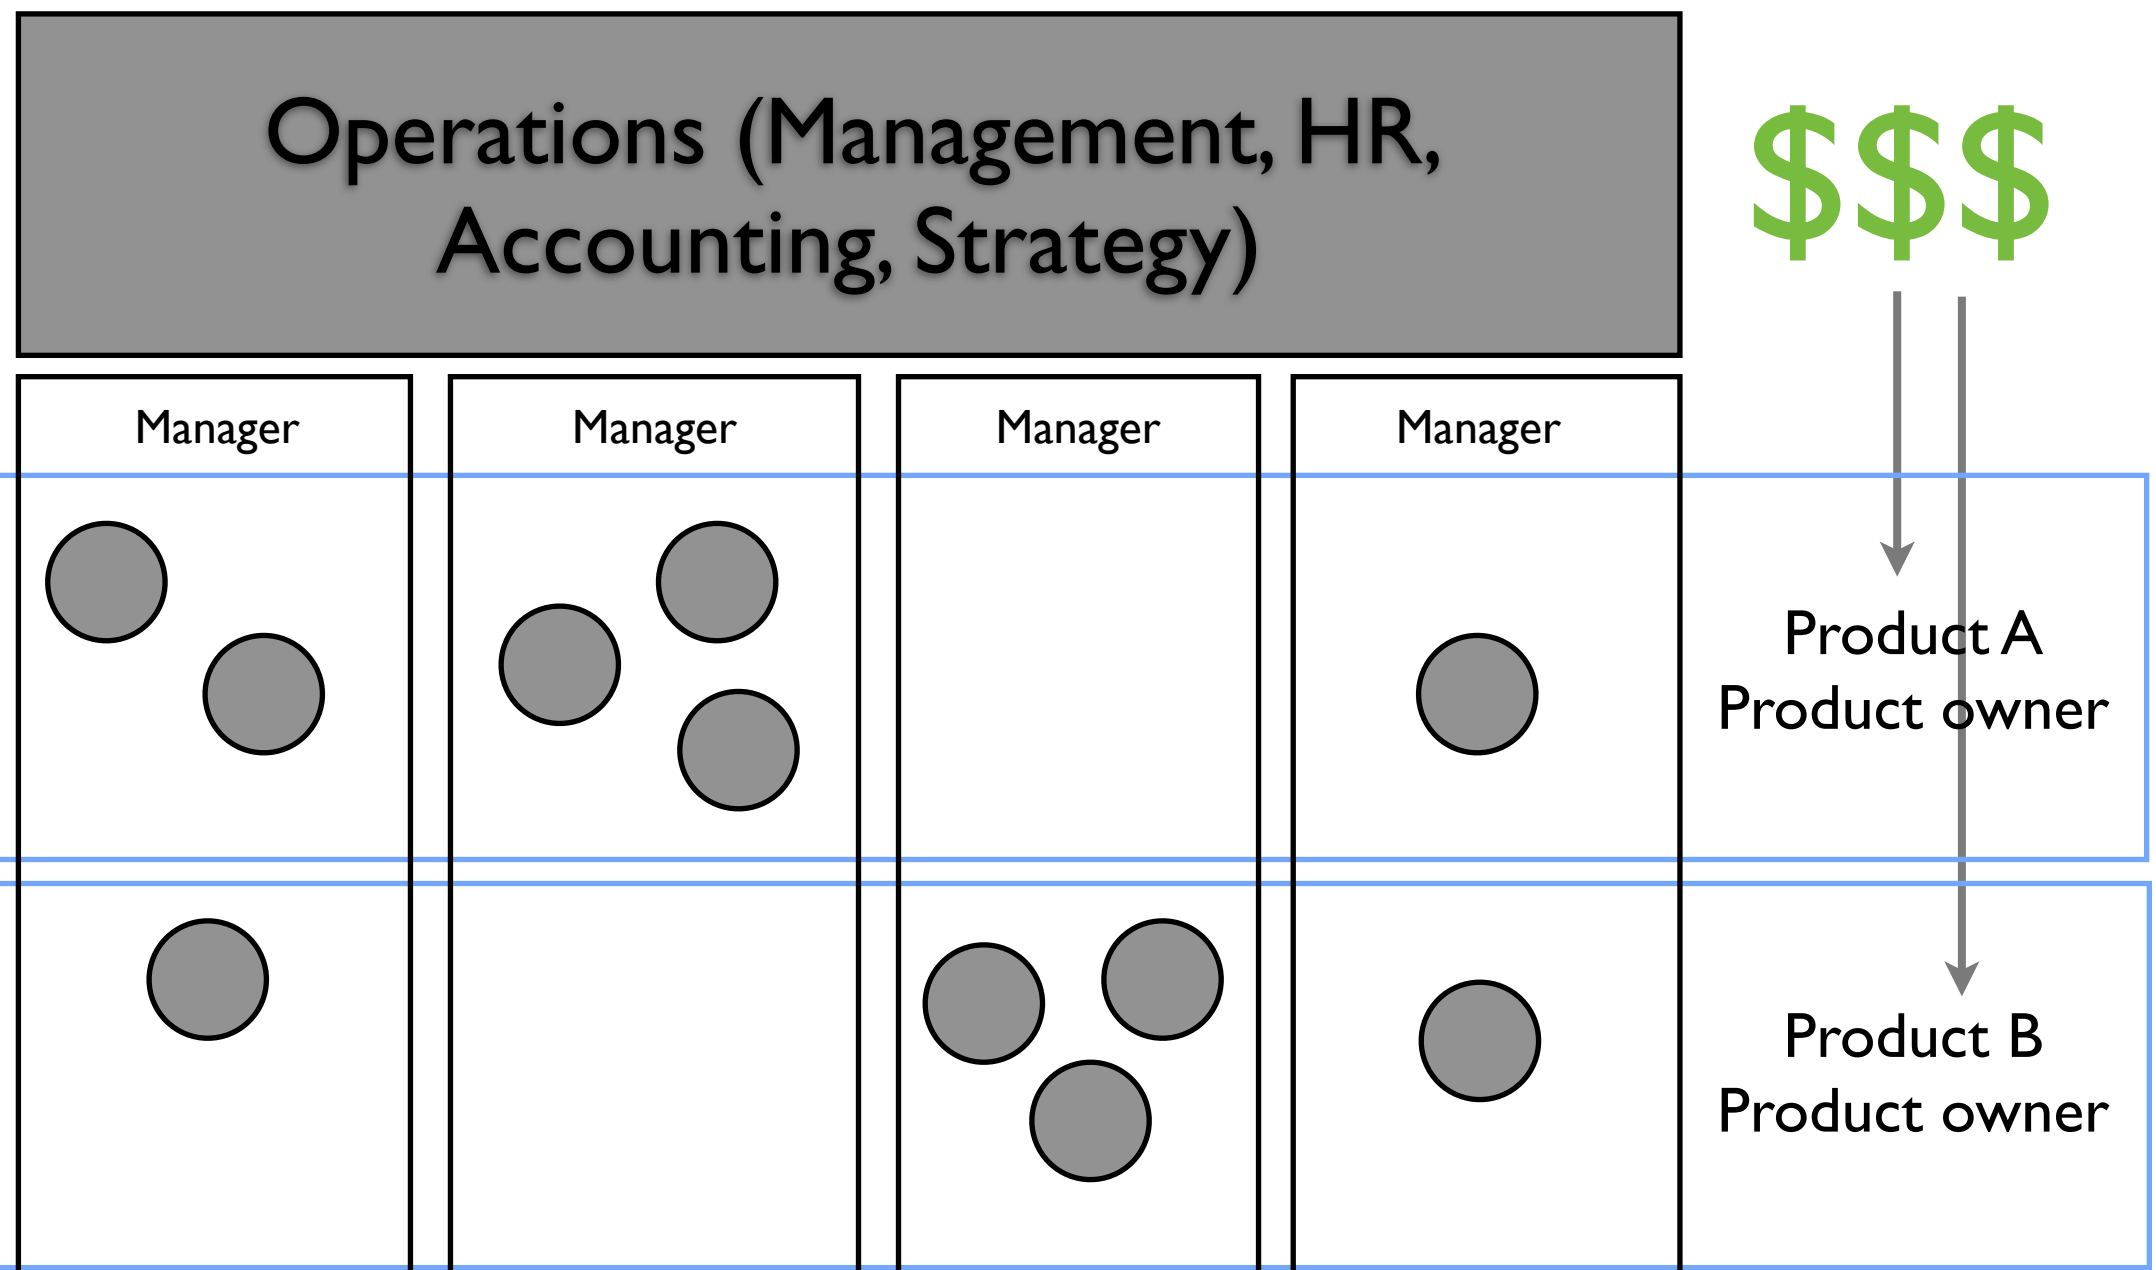 Operations (Management, HR,
Accounting, Strategy)
$$$
Manager
Manager
Manager
Manager
Product A
Product owner
Product B
Product owner